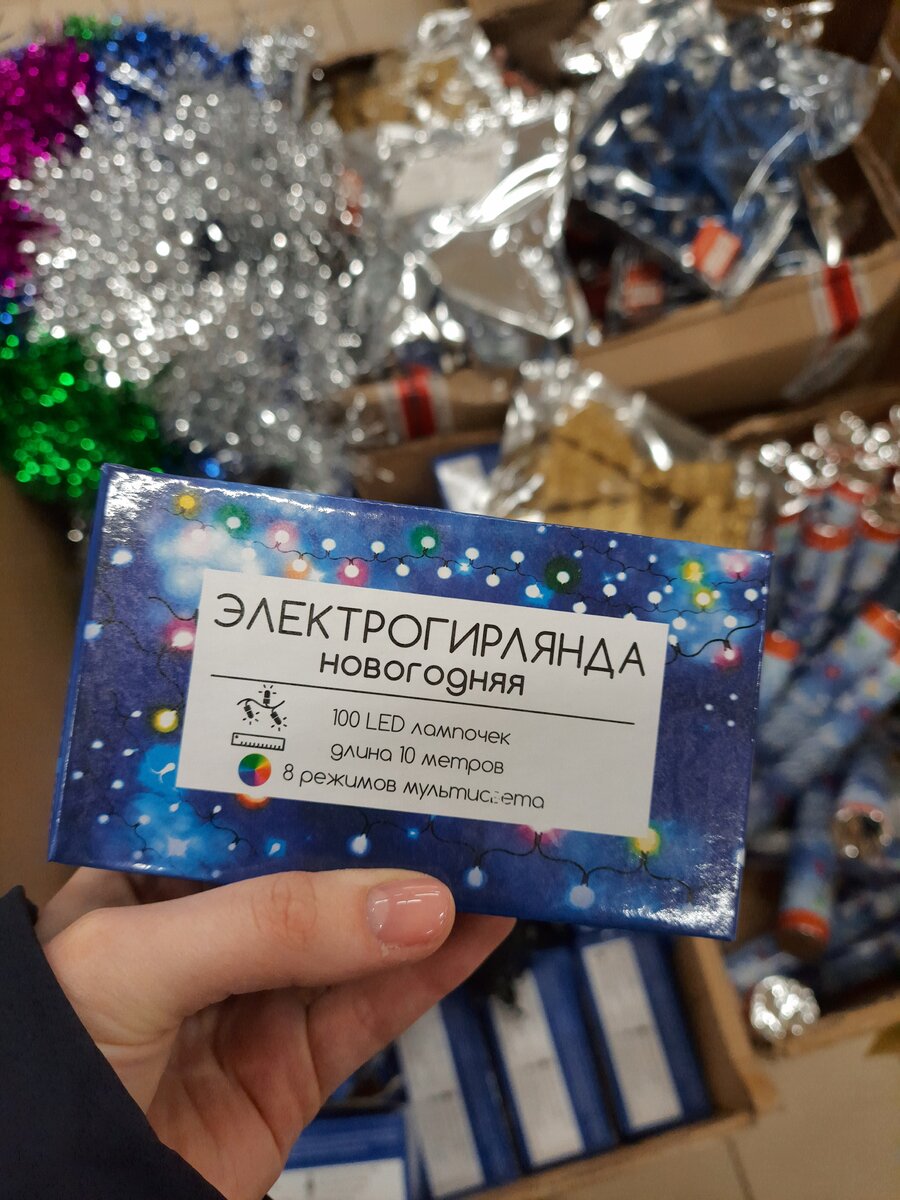 ЭЛЕКТРОГИРЛЯНДА
новогодняя
100 LED лампочек
длина 10 метров
8 режимов мультисвета